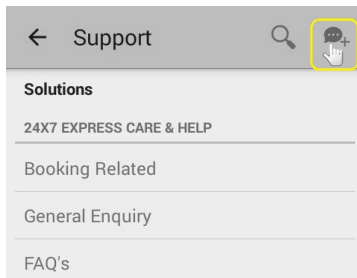 Support
Solutions
24X7 EXPRESS CARE & HELP
Booking Related
General Enquiry
FAQ's